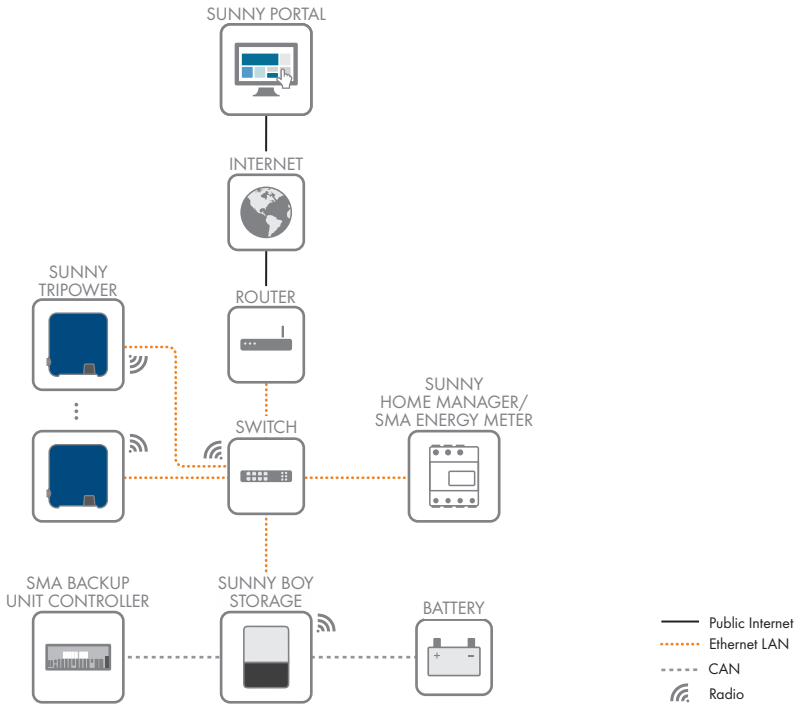 SUNNY PORTAL
INTERNET
SUNNY
TRIPOWER
ROUTER
SUNNY
HOME MANAGER/
SMA ENERGY METER
SWITCH
SMA BACKUP
UNIT CONTROLLER
SUNNY BOY
STORAGE
BATTERY
+ −
Public Internet
Ethernet LAN
CAN
Radio